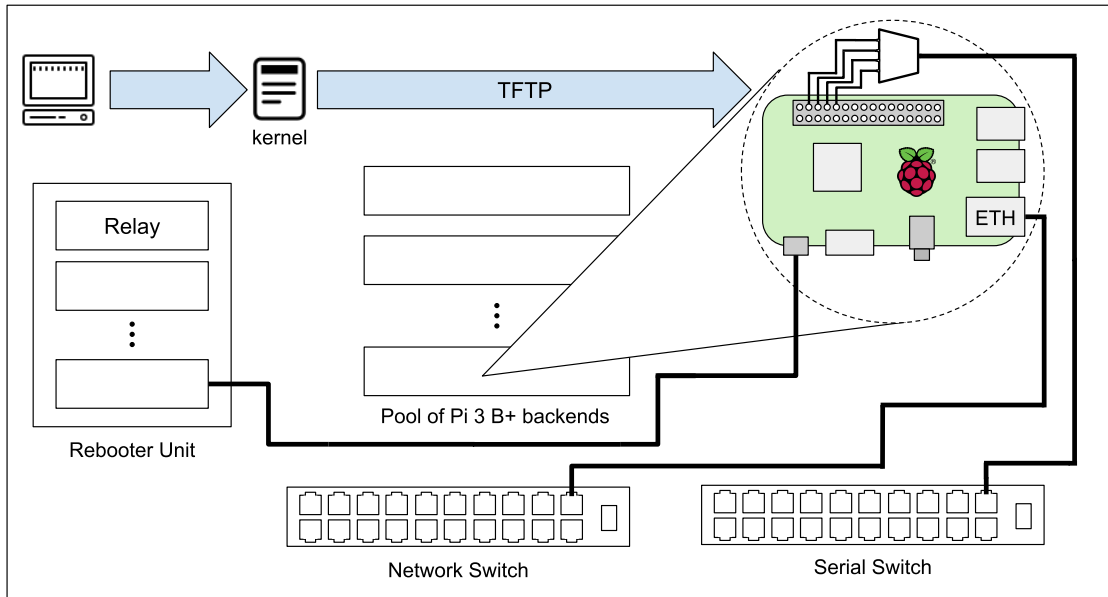 TFTP
kernel
Relay
ETH
Pool of Pi 3 B+ backends
Rebooter Unit
Network Switch
Serial Switch